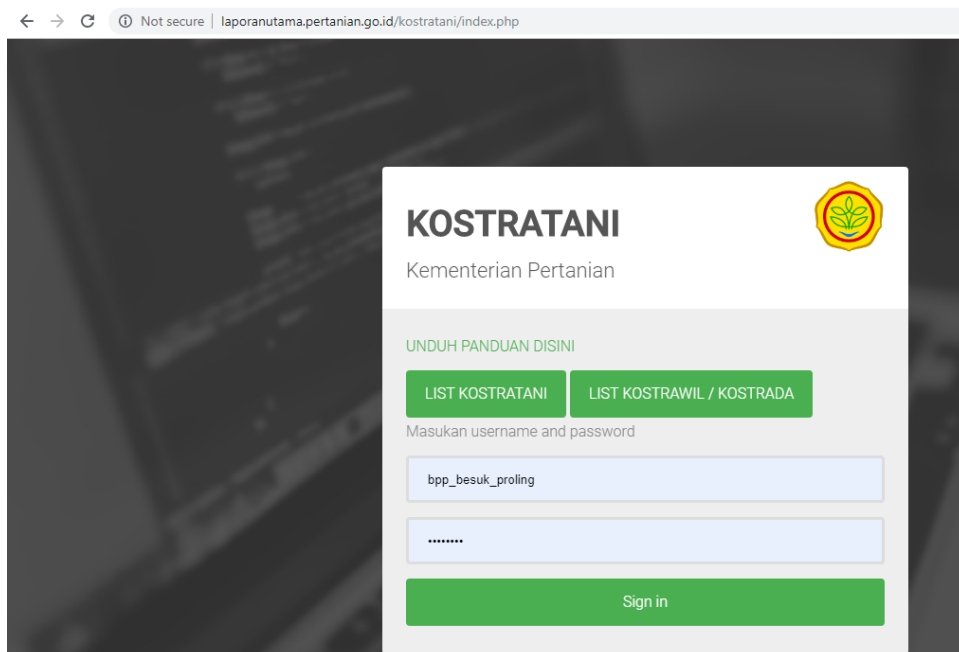 Not secure | laporanutama.pertanian.go.id/kostratani/index.php
KOSTRATANI
Kementerian Pertanian
UNDUH PANDUAN DISINI
LIST KOSTRATANI LIST KOSTRAWIL / KOSTRADA
Masukan username and password
bpp_besuk_proling
••••••••
Sign in